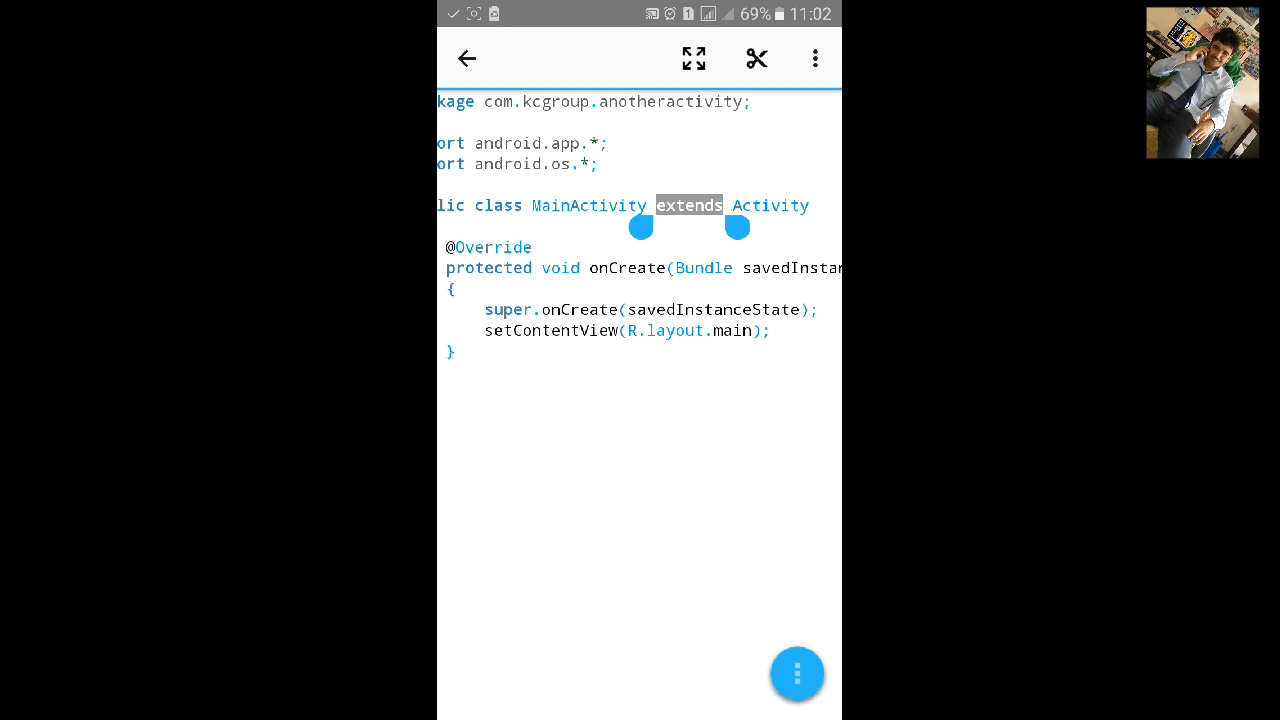 69% 11:02
kage com.kcgroup.anotheractivity;
ort android.app.*;
ort android.os.*;
lic class MainActivity extends Activity
@Override
protected void onCreate(Bundle savedInstan
{
super.onCreate(savedInstanceState);
setContentView(R.layout.main);
}